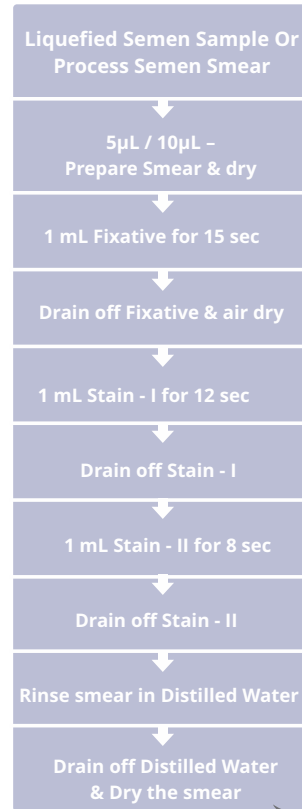 Liquefied Semen Sample Or
Process Semen Smear
5µL / 10µL –
Prepare Smear & dry
1 mL Fixative for 15 sec
Drain off Fixative & air dry
1 mL Stain - I for 12 sec
Drain off Stain - I
1 mL Stain - II for 8 sec
Drain off Stain - II
Rinse smear in Distilled Water
Drain off Distilled Water
& Dry the smear